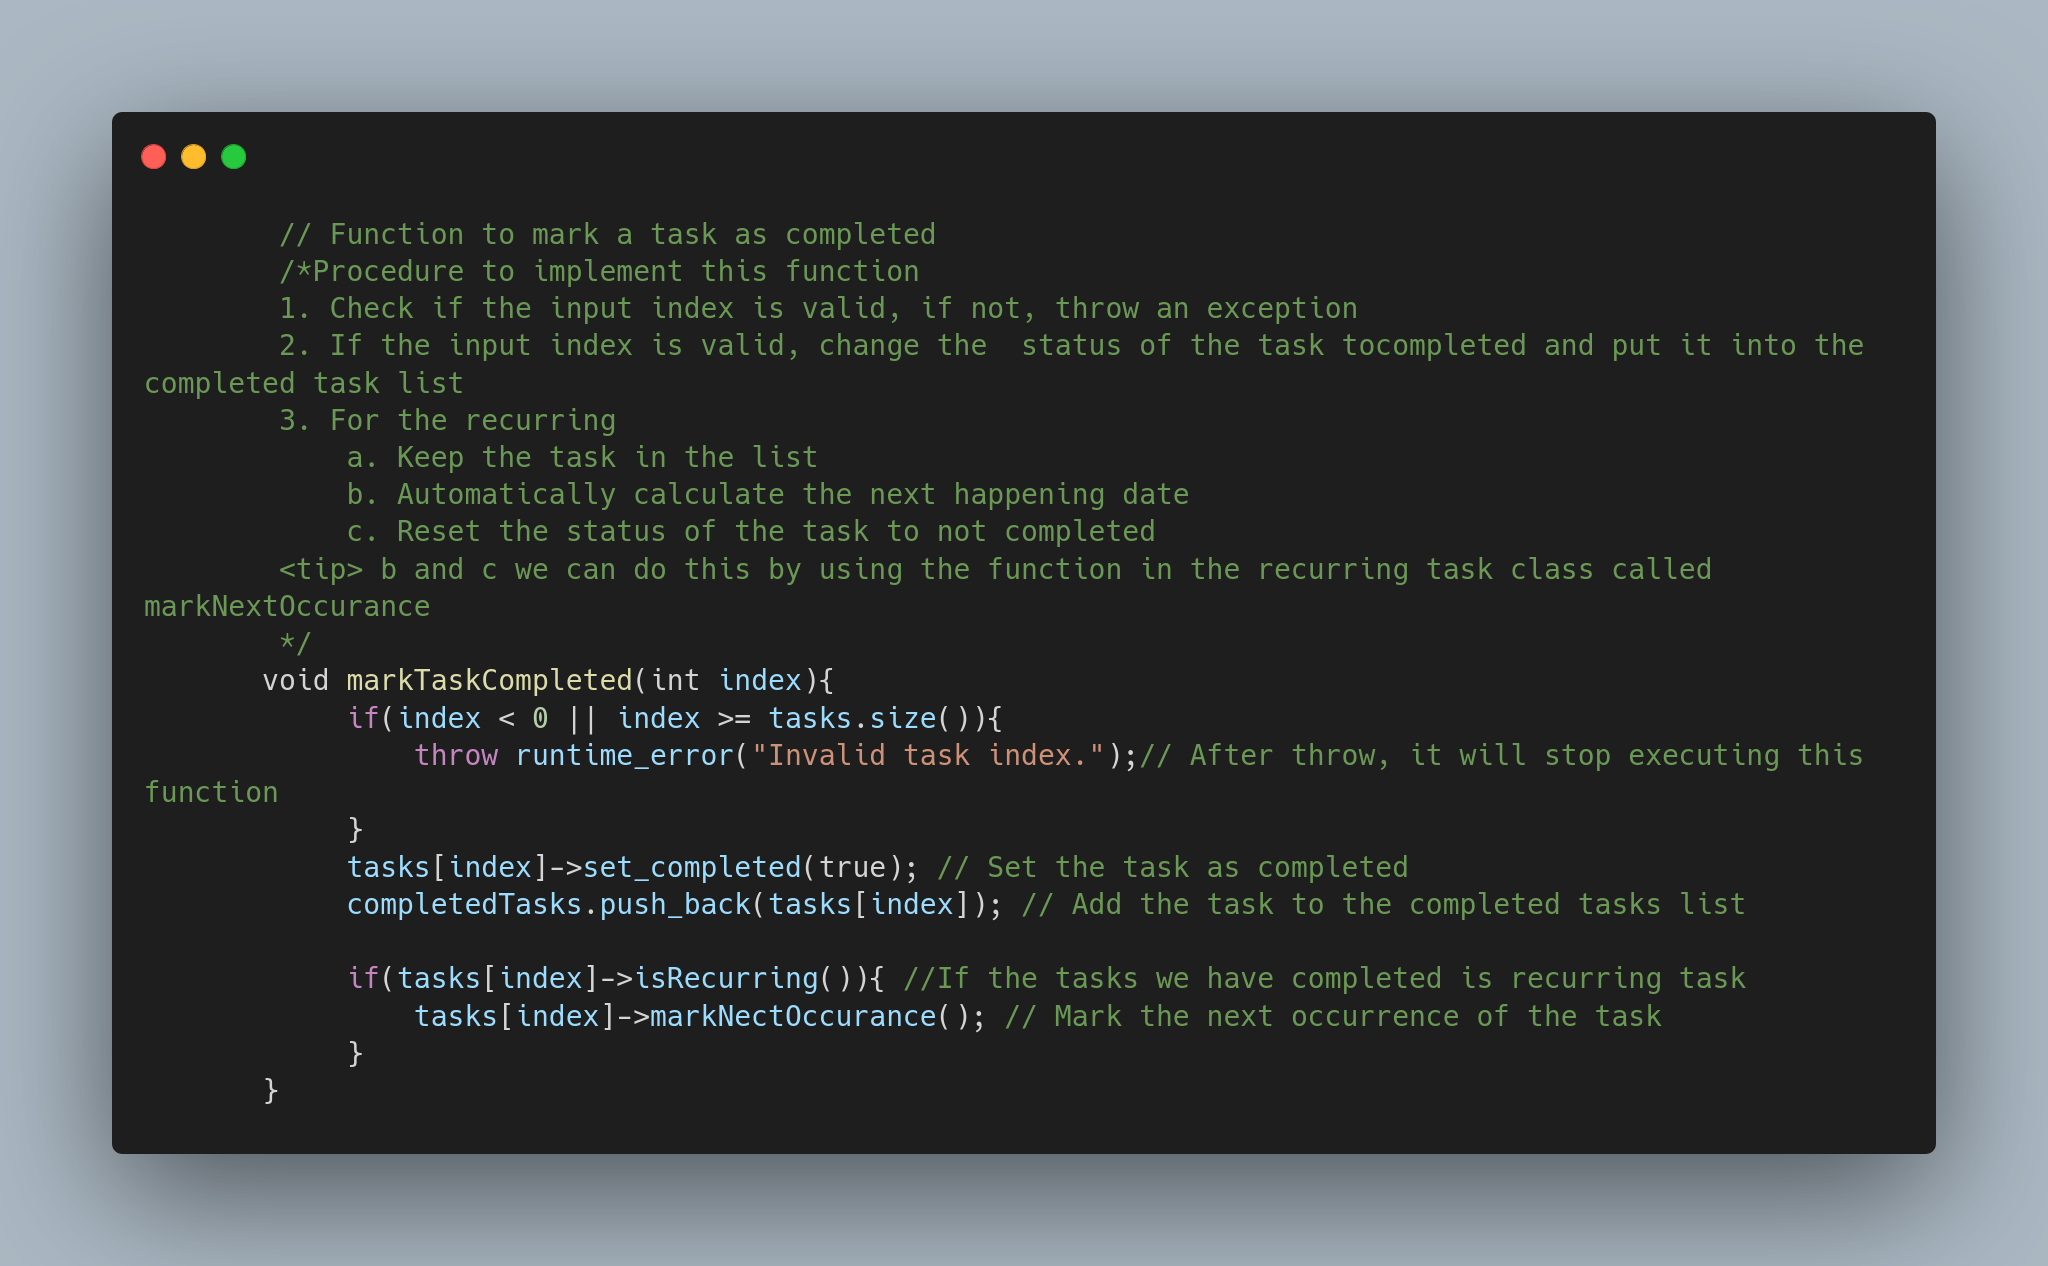 // Function to mark a task as completed
/*Procedure to implement this function
1. Check if the input index is valid, if not, throw an exception
2. If the input index is valid, change the  status of the task tocompleted and put it into the
completed task list
3. For the recurring
a. Keep the task in the list
b. Automatically calculate the next happening date
c. Reset the status of the task to not completed
<tip> b and c we can do this by using the function in the recurring task class called
markNextOccurance
*/
void markTaskCompleted(int index){
if(index < 0 || index >= tasks.size()){
throw runtime_error("Invalid task index.");// After throw, it will stop executing this
function
}
tasks[index]->set_completed(true); // Set the task as completed
completedTasks.push_back(tasks[index]); // Add the task to the completed tasks list
if(tasks[index]->isRecurring()){ //If the tasks we have completed is recurring task
tasks[index]->markNectOccurance(); // Mark the next occurrence of the task
}
}